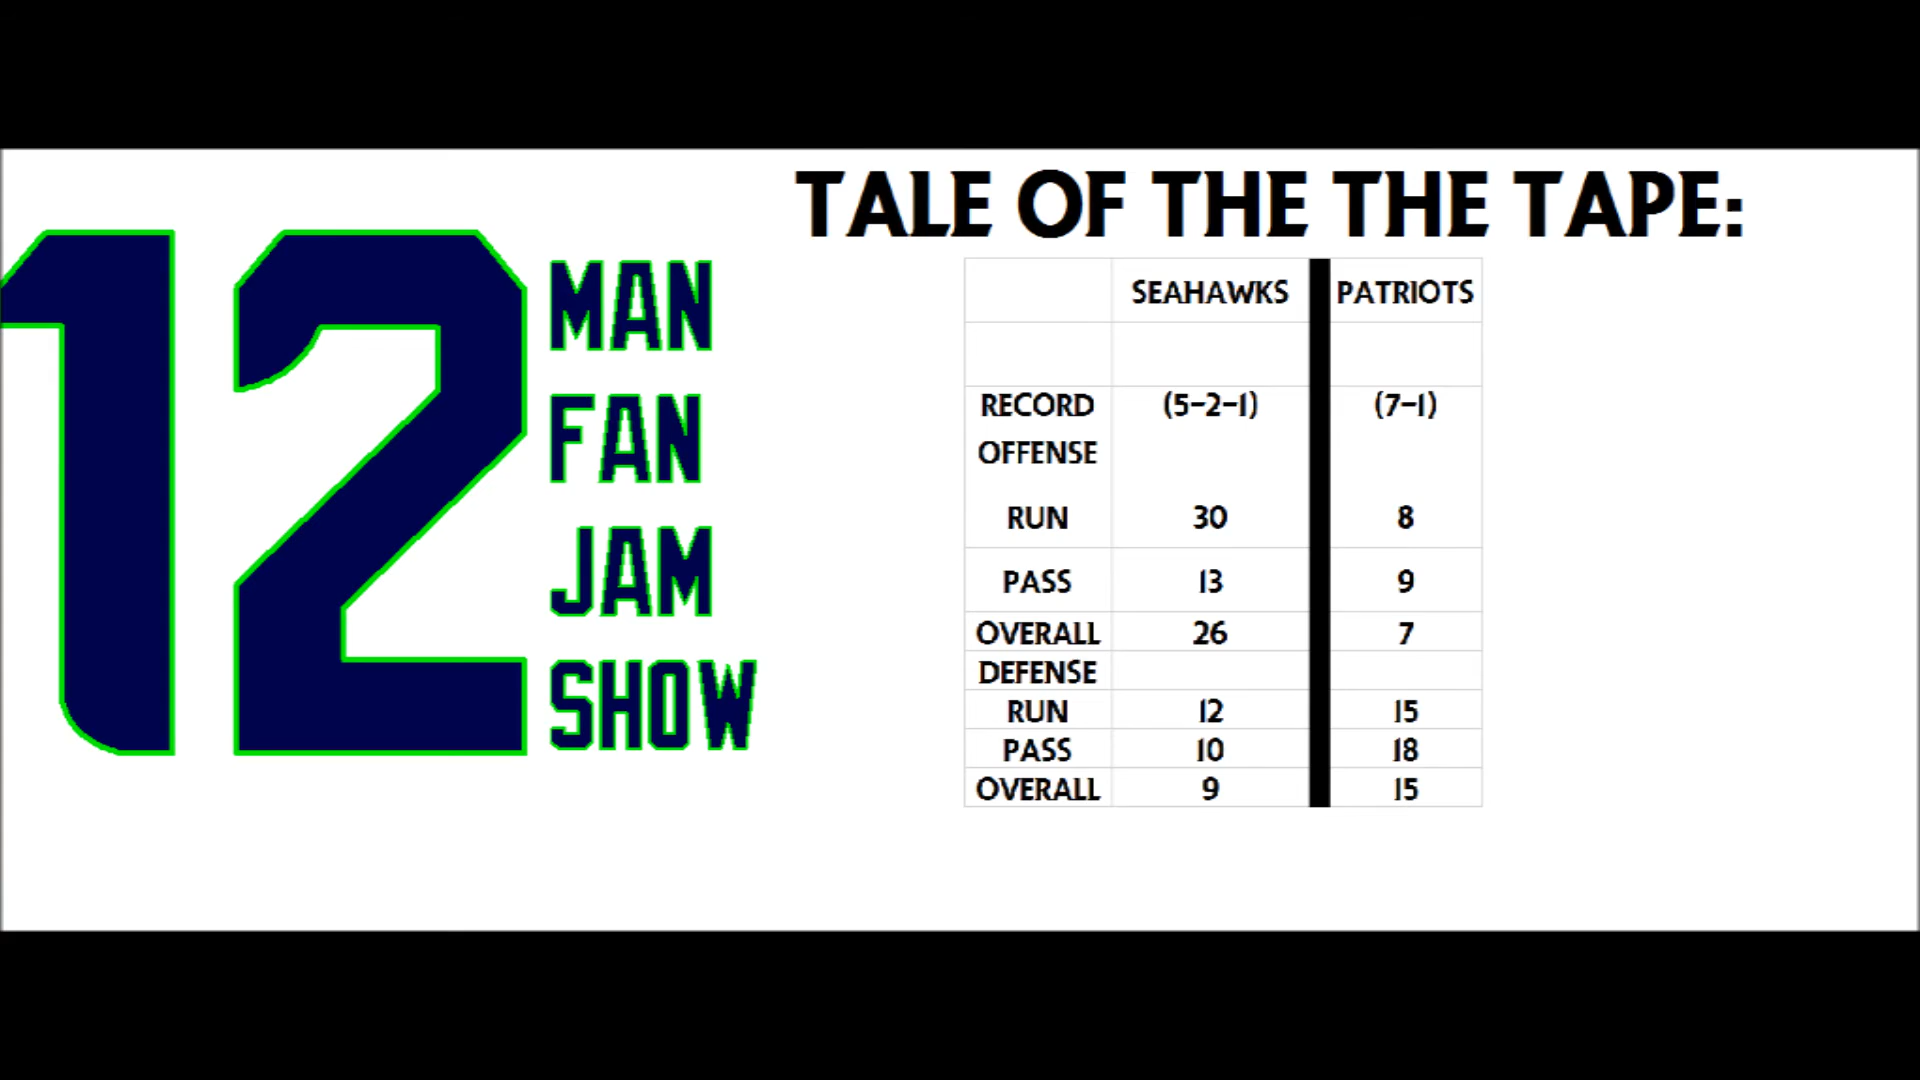 12
MAN
FAN
JAM
SHOW
TALE OF THE THE TAPE:
SEAHAWKS PATRIOTS
RECORD (5-2-1) (7-1)
OFFENSE
RUN 30 8
PASS 13 9
OVERALL 26 7
DEFENSE
RUN 12 15
PASS 10 18
OVERALL 9 15